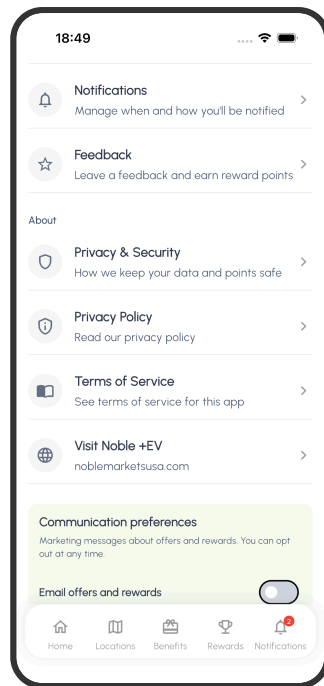 18:49
Notifications
Manage when and how you'll be notified
Feedback
Leave a feedback and earn reward points
About
Privacy & Security
How we keep your data and points safe
Privacy Policy
Read our privacy policy
Terms of Service
See terms of service for this app
Visit Noble +EV
noblemarketsusa.com
Communication preferences
Marketing messages about offers and rewards. You can opt
out at any time.
Email offers and rewards
2
Home Locations Benefits Rewards Notifications